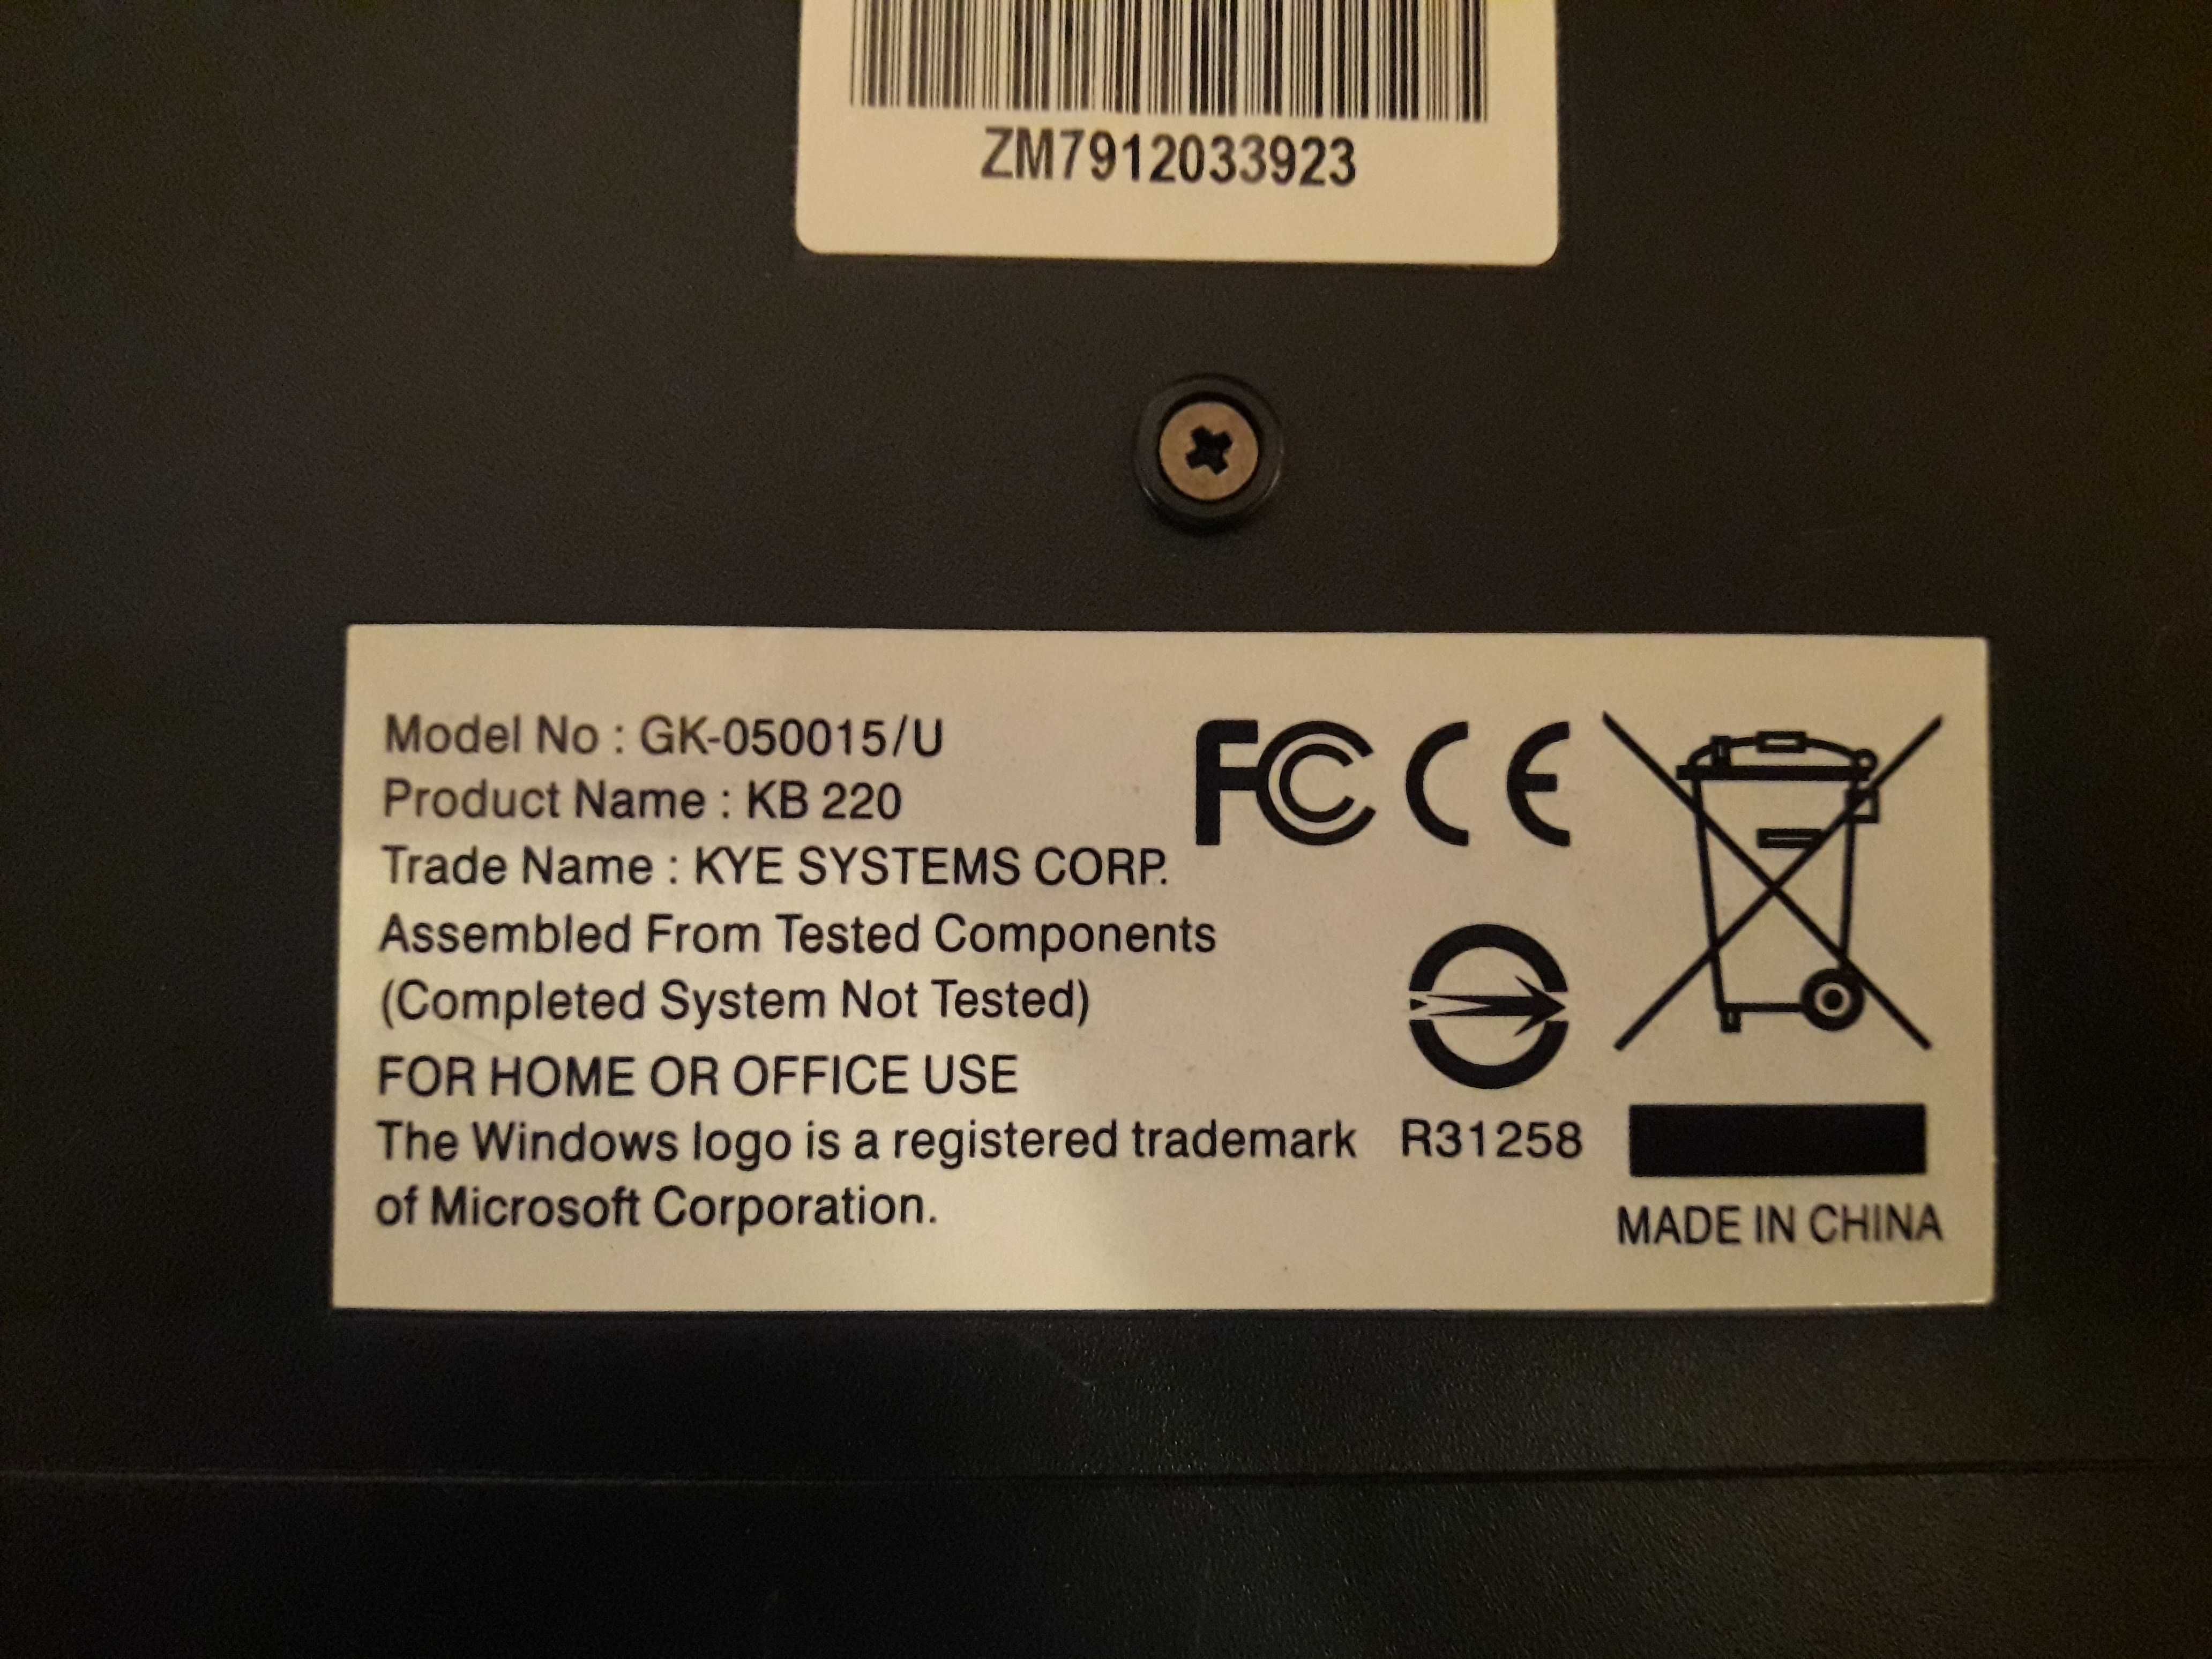 ZM7912033923
Model No : GK-050015/U
Product Name : KB 220
Trade Name : KYE SYSTEMS CORP.
Assembled From Tested Components
(Completed System Not Tested)
FOR HOME OR OFFICE USE
The Windows logo is a registered trademark
of Microsoft Corporation.
FC CE
R31258
MADE IN CHINA